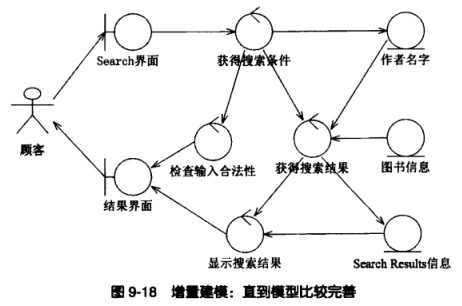 Search界面
获得搜索条件
作者名字
顾客
检查输入合法性
获得搜索结果
图书信息
结果界面
显示搜索结果
Search Results信息
图 9-18 增量建模：直到模型比较完善